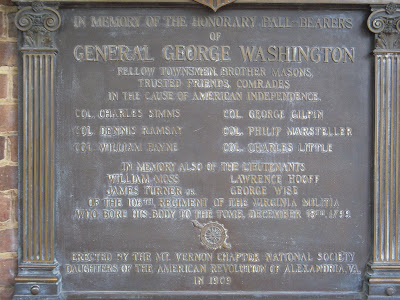 IN MEMORY OF THE HONORARY PALL BEARERS
OF
GENERAL GEORGE WASHINGTON
FELLOW TOWNSMEN, BROTHER MASONS,
TRUSTED FRIENDS, COMRADES
IN THE CAUSE OF AMERICAN INDEPENDENCE.
COL. CHARLES SIMMS COL. GEORGE GILPIN
COL. DENNIS RAMSAY COL. PHILIP MARSTELLER
COL. WILLIAM PAYNE COL. CHARLES LITTLE
IN MEMORY ALSO OF THE LIEUTENANTS
WILLIAM MOSS LAWRENCE HOOFF
JAMES TURNER JR. GEORGE WISE
OF THE 106TH REGIMENT OF THE VIRGINIA MILITIA
WHO BORE HIS BODY TO THE TOMB, DECEMBER 18TH, 1799.
ERECTED BY THE MT. VERNON CHAPTER NATIONAL SOCIETY
DAUGHTERS OF THE AMERICAN REVOLUTION OF ALEXANDRIA, VA.
IN 1909